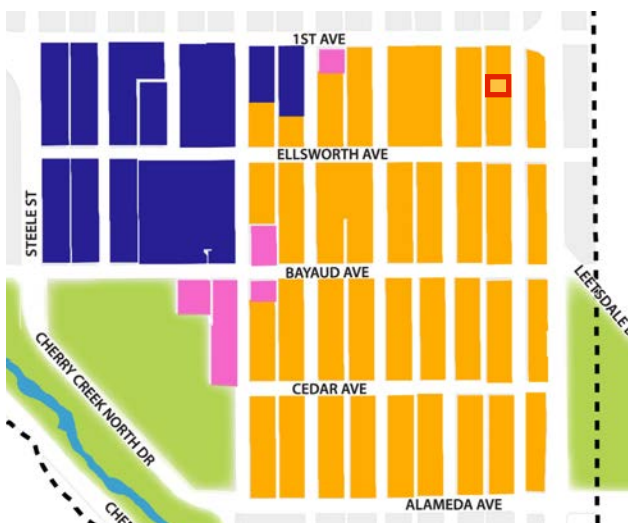 1ST AVE
ELLSWORTH AVE
STEELE ST
BAYAUD AVE
LEETSDALE
CHERRY CREEK NORTH DR
CEDAR AVE
ALAMEDA AVE